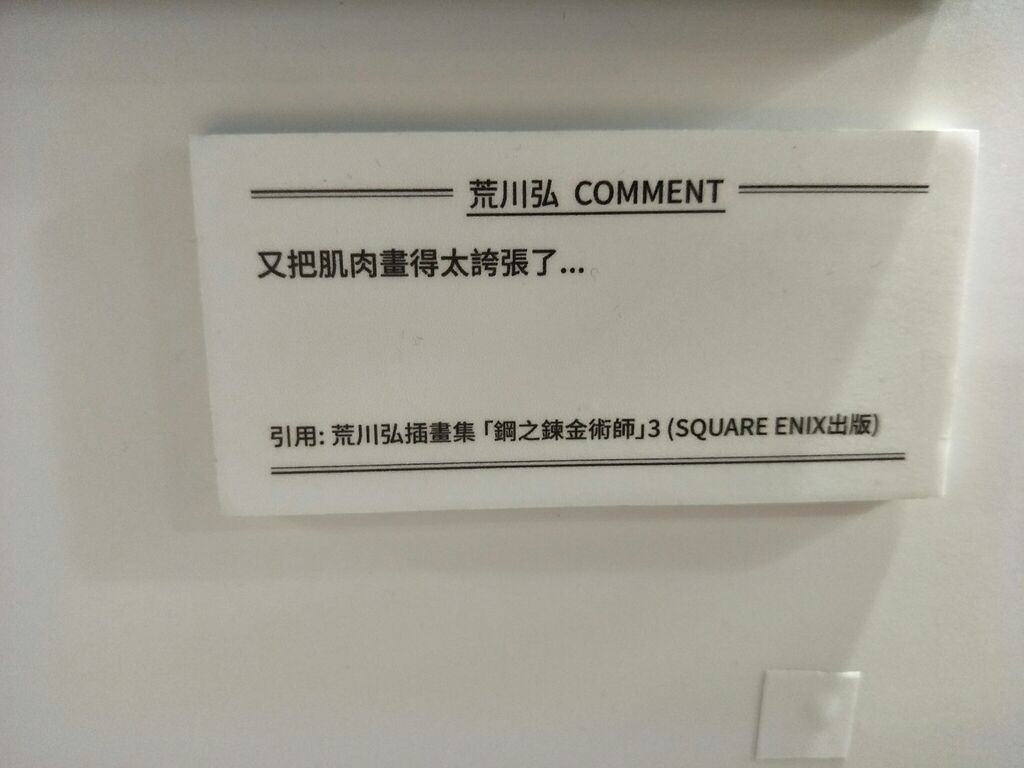 荒川弘 COMMENT
又把肌肉畫得太誇張了...
引用: 荒川弘插畫集「鋼之鍊金術師」3 (SQUARE ENIX出版)